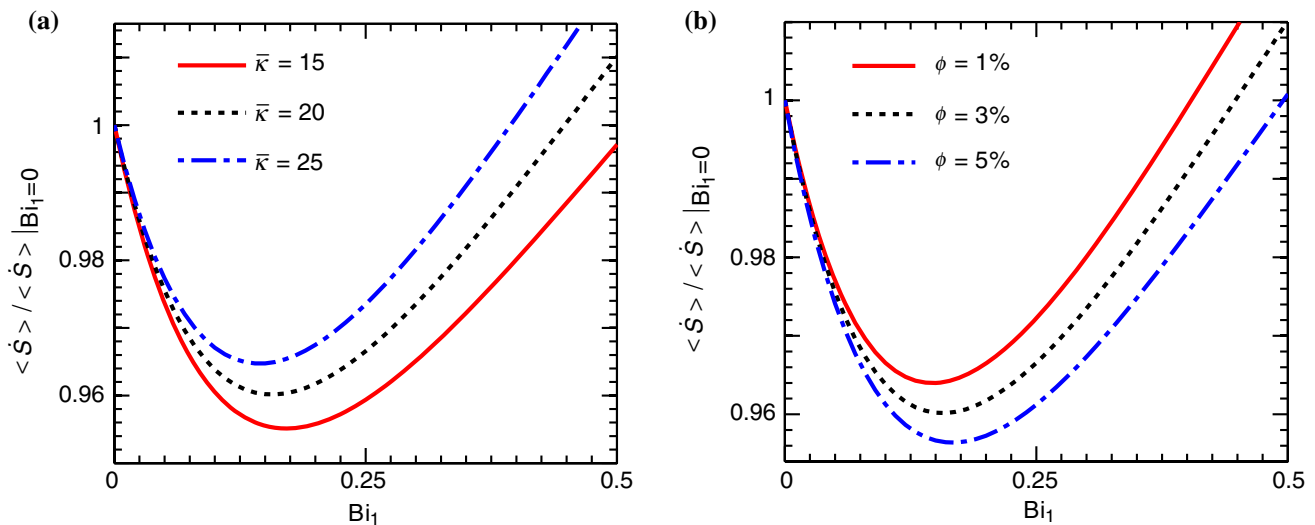 (a)
κ̄ = 15
κ̄ = 20
κ̄ = 25
1
0.98
0.96
0
0.25
0.5
< Ṡ > / < Ṡ > |Bi₁=0
Bi₁
(b)
ϕ = 1%
ϕ = 3%
ϕ = 5%
1
0.98
0.96
0
0.25
0.5
< Ṡ > / < Ṡ > |Bi₁=0
Bi₁